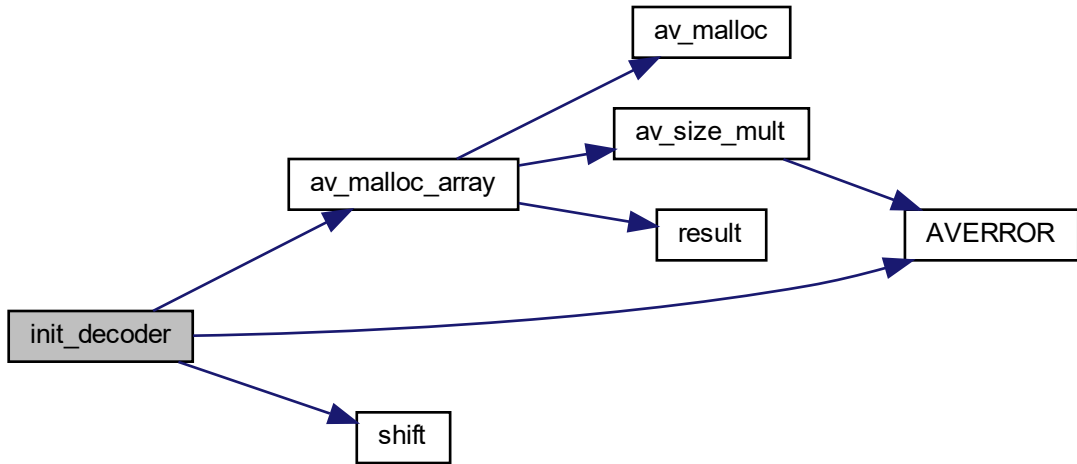 av_malloc
av_size_mult
av_malloc_array
result
AVERROR
init_decoder
shift